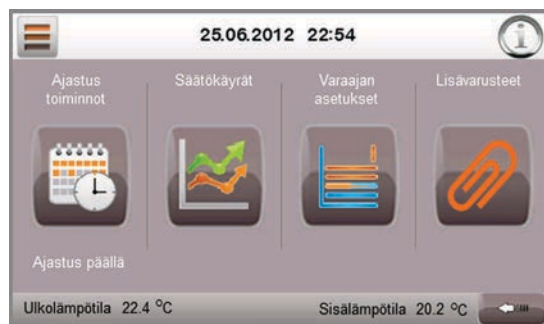 25.06.2012 22:54
Ajastus
toiminnot
Säätökäyrät
Varaajan
asetukset
Lisävarusteet
Ajastus päällä
Ulkolämpötila 22.4 °C
Sisälämpötila 20.2 °C